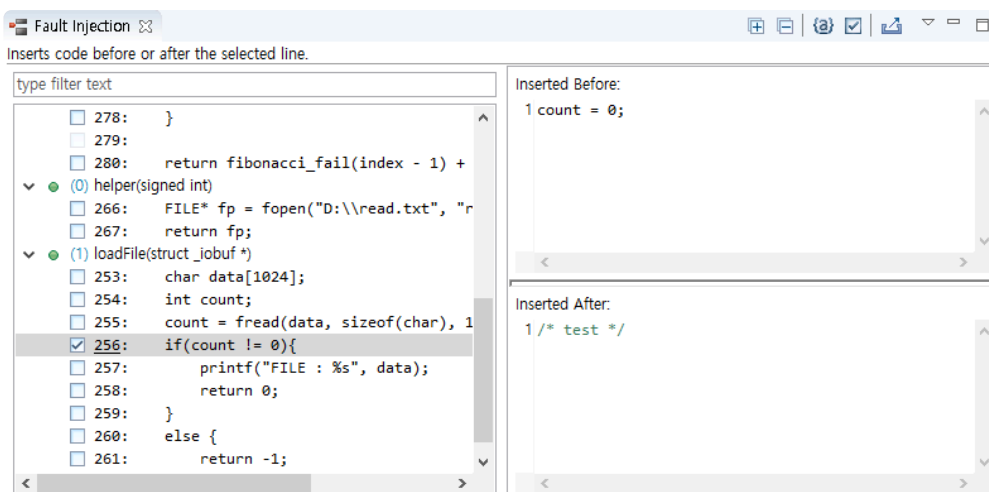 Fault Injection
Inserts code before or after the selected line.
type filter text
278: }
279:
280: return fibonacci_fail(index - 1) +
(0) helper(signed int)
266: FILE* fp = fopen("D:\\read.txt", "r
267: return fp;
(1) loadFile(struct _iobuf *)
253: char data[1024];
254: int count;
255: count = fread(data, sizeof(char), 1
256: if(count != 0){
257: printf("FILE : %s", data);
258: return 0;
259: }
260: else {
261: return -1;
Inserted Before:
1 count = 0;
Inserted After:
1 /* test */